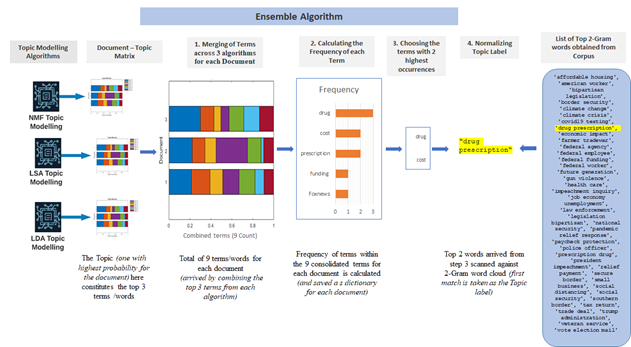 Ensemble Algorithm
Topic Modelling
Algorithms
Document – Topic
Matrix
1. Merging of Terms
across 3 algorithms
for each Document
2. Calculating the
Frequency of each
Term
3. Choosing the
terms with 2
highest
occurrences
4. Normalizing
Topic Label
List of Top 2-Gram
words obtained from
Corpus
NMF Topic
Modelling
LSA Topic
Modelling
LDA Topic
Modelling
The Topic (one with
highest probability for
the document) here
constitutes the top 3
terms /words
Document
3
2
1
0 0.2 0.4 0.6 0.8 1
Combined terms (9 Count)
Total of 9 terms/words for
each document
(arrived by combining the
top 3 terms from each
algorithm)
Frequency
drug
cost
prescription
funding
Foxnews
0 1 2 3
Frequency of terms within
the 9 consolidated terms for
each document is calculated
(and saved as a dictionary
for each document)
drug
cost
"drug
prescription"
Top 2 words arrived from
step 3 scanned against
2-Gram word cloud (first
match is taken as the Topic
label)
'affordable housing',
'american worker',
'bipartisan
legislation',
'border security',
'climate change',
'climate crisis',
'covid19 testing',
'drug prescription',
'economic impact',
'farmer tradewar',
'federal agency',
'federal employee',
'federal funding',
'federal worker',
'future generation',
'gun violence',
'health care',
'impeachment inquiry',
'job economy
unemployment',
'law enforcement',
'legislation
bipartisan', 'national
security', 'pandemic
relief response',
'paycheck protection',
'police officer',
'prescription drug',
'president
impeachment', 'relief
payment', 'secure
border', 'small
business', 'social
distancing', 'social
security', 'southern
border', 'tax return',
'trade deal', 'trump
administration',
'veteran service',
'vote election mail'